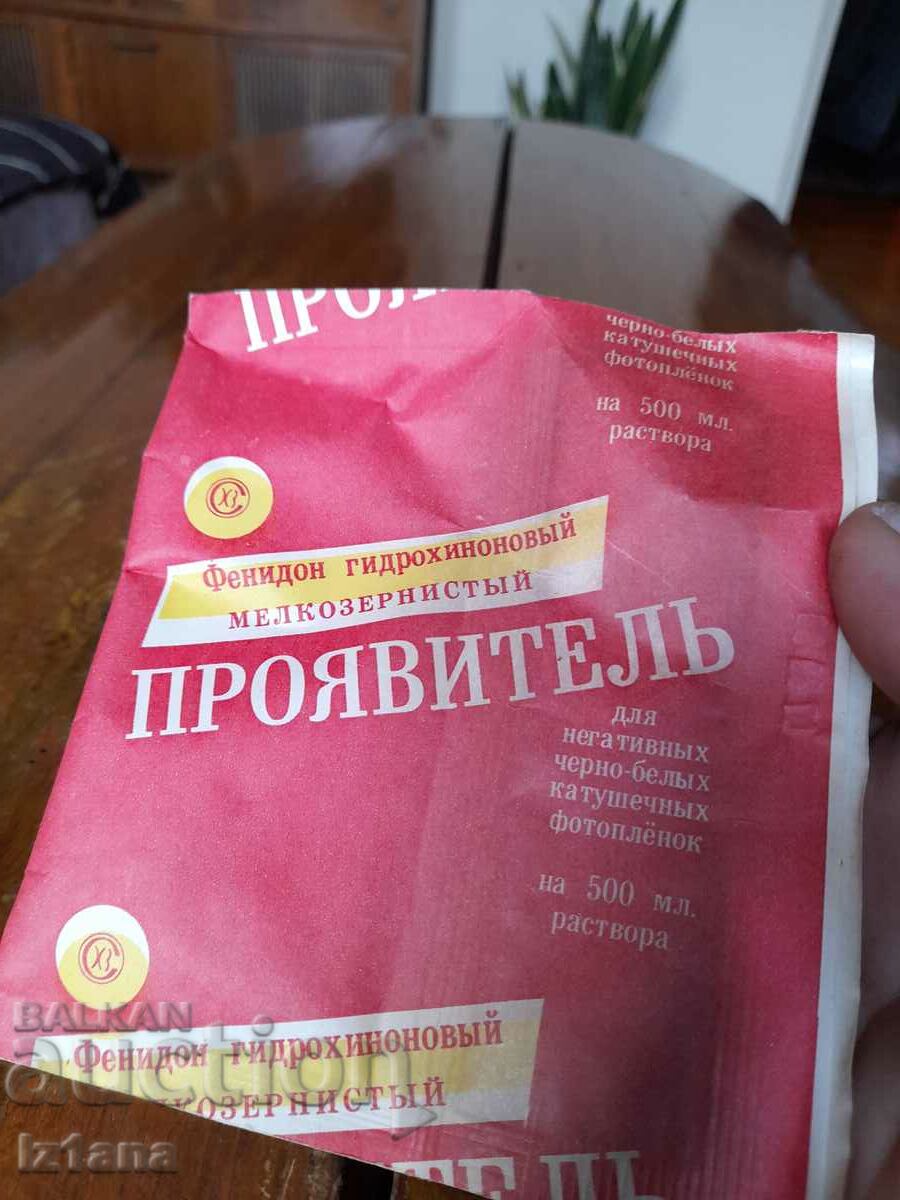 черно-белых
катушечных
фотоплёнок
на 500 мл.
раствора
Фенидон гидрохиноновый
мелкозернистый
ПРОЯВИТЕЛЬ
для
негативных
черно-белых
катушечных
фотоплёнок
на 500 мл.
раствора
Фенидон гидрохиноновый
BALKAN
auction
iz1ana